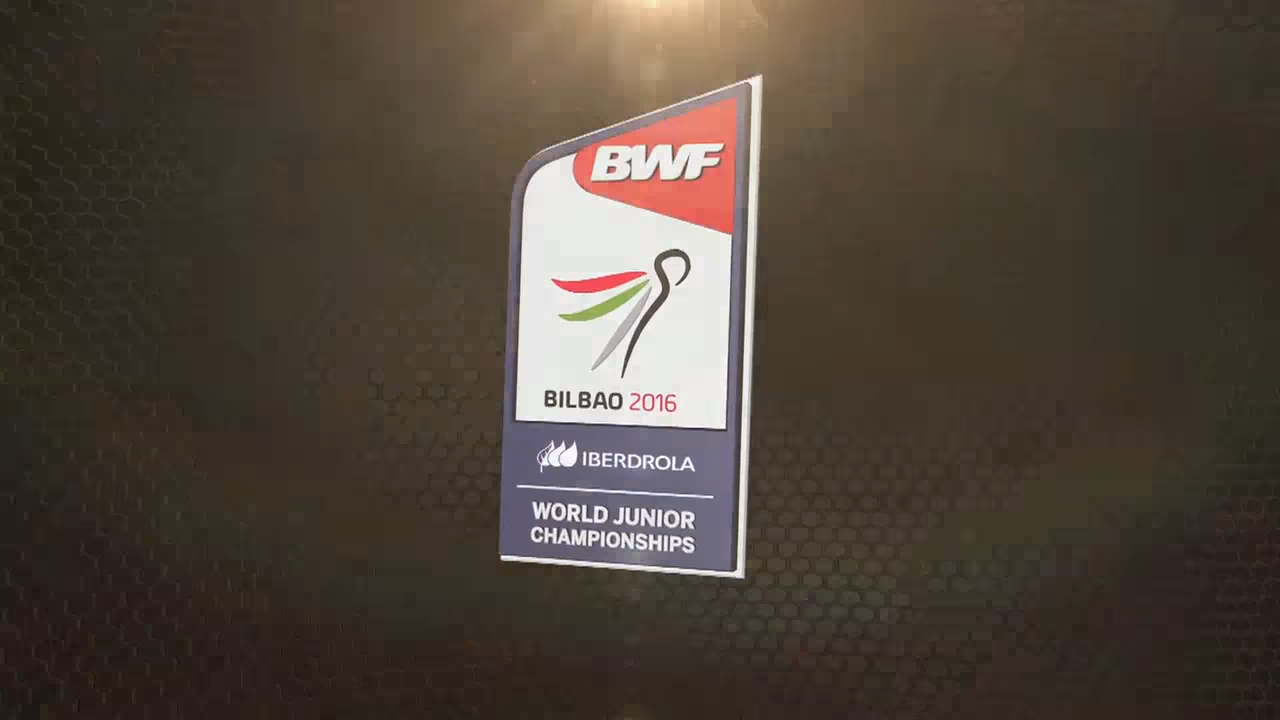 BWF
BILBAO 2016
IBERDROLA
WORLD JUNIOR
CHAMPIONSHIPS